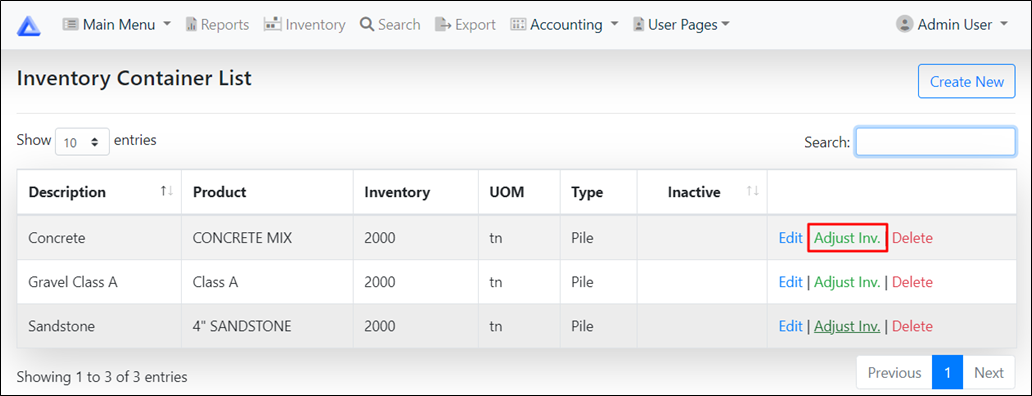 Main Menu Reports Inventory Search Export Accounting User Pages Admin User
Inventory Container List Create New
Show 10 entries Search:
Description Product Inventory UOM Type Inactive
Concrete CONCRETE MIX 2000 tn Pile Edit Adjust Inv. Delete
Gravel Class A Class A 2000 tn Pile Edit | Adjust Inv. | Delete
Sandstone 4" SANDSTONE 2000 tn Pile Edit | Adjust Inv. | Delete
Showing 1 to 3 of 3 entries Previous 1 Next